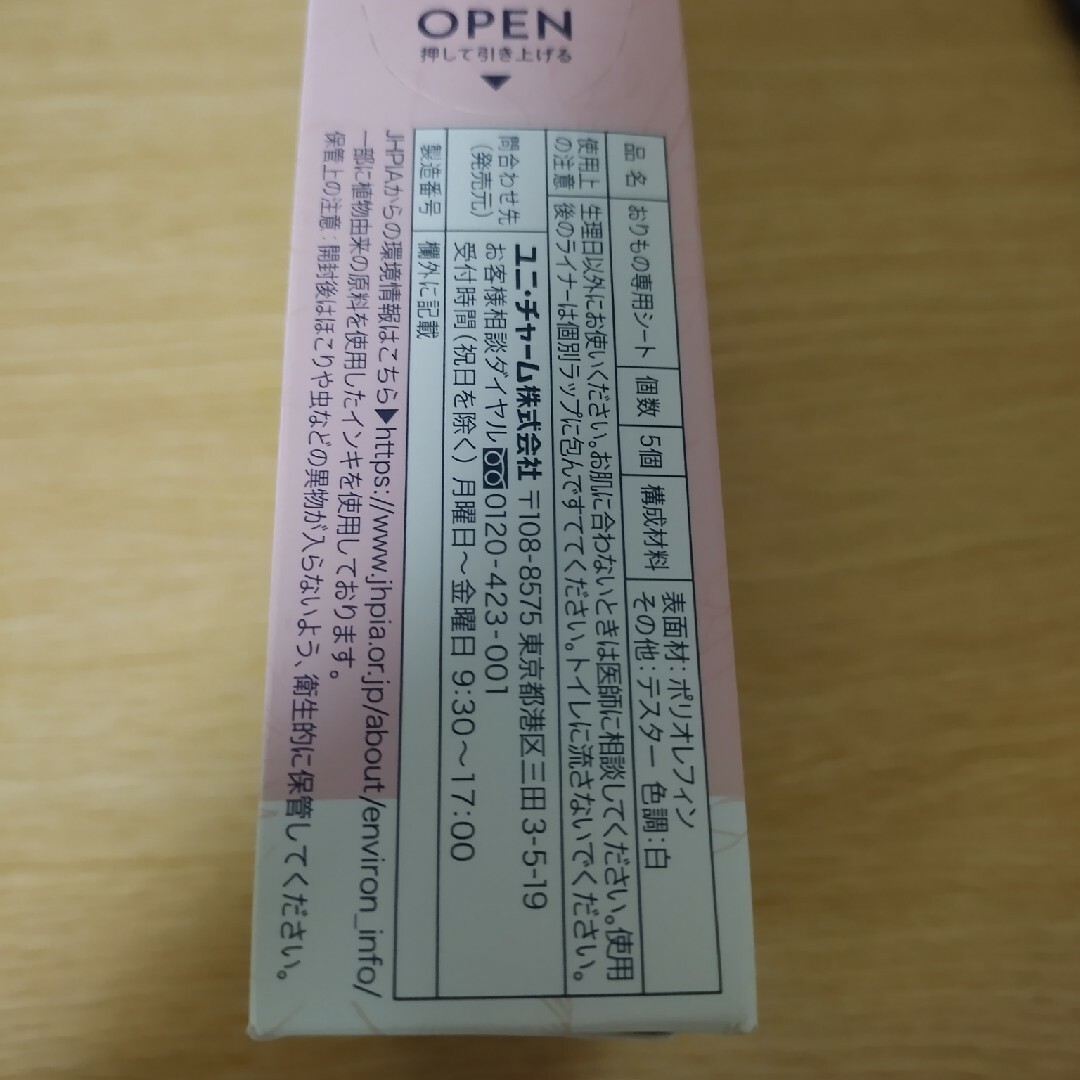 OPEN
押して引き上げる
品名
おりもの専用シート
個数
5個
構成材料
表面材：ポリオレフィン
その他：テスター 色調：白
使用上
の注意
生理日以外にお使いください。お肌に合わないときは医師に相談してください。使用
後のライナーは個別ラップに包んですててください。トイレに流さないでください。
問合わせ先
（発売元）
ユニ・チャーム株式会社 〒108-8575 東京都港区三田3-5-19
お客様相談ダイヤル 0120-423-001
受付時間（祝日を除く）月曜日～金曜日 9:30～17:00
製造番号
欄外に記載
JHPIAからの環境情報はこちら▶https://www.jhpia.or.jp/about/environ_info/
一部に植物由来の原料を使用したインキを使用しております。
保管上の注意：開封後はほこりや虫などの異物が入らないよう、衛生的に保管してください。